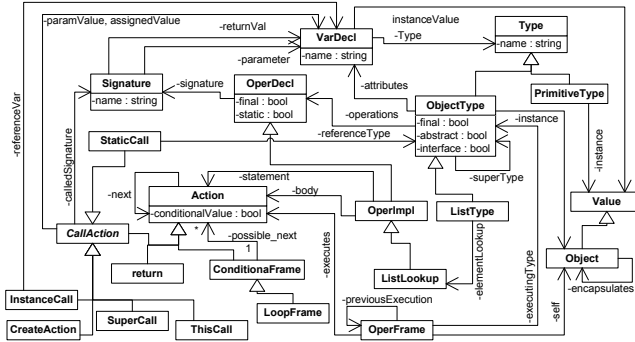 -paramValue, assignedValue
-returnVal
-parameter
VarDecl
-name : string
instanceValue
-Type
Type
-name : string
Signature
-name : string
-signature
OperDecl
-final : bool
-static : bool
-attributes
-operations
-referenceType
ObjectType
-final : bool
-abstract : bool
-interface : bool
-instance
-superType
PrimitiveType
-instance
-referenceVar
-calledSignature
StaticCall
-next
-statement
Action
-conditionalValue : bool
-body
OperImpl
ListType
Value
CallAction
*
-possible_next
1
return
ConditionaFrame
-executes
ListLookup
-elementLookup
-executingType
Object
-encapsulates
-self
InstanceCall
CreateAction
SuperCall
ThisCall
LoopFrame
-previousExecution
OperFrame